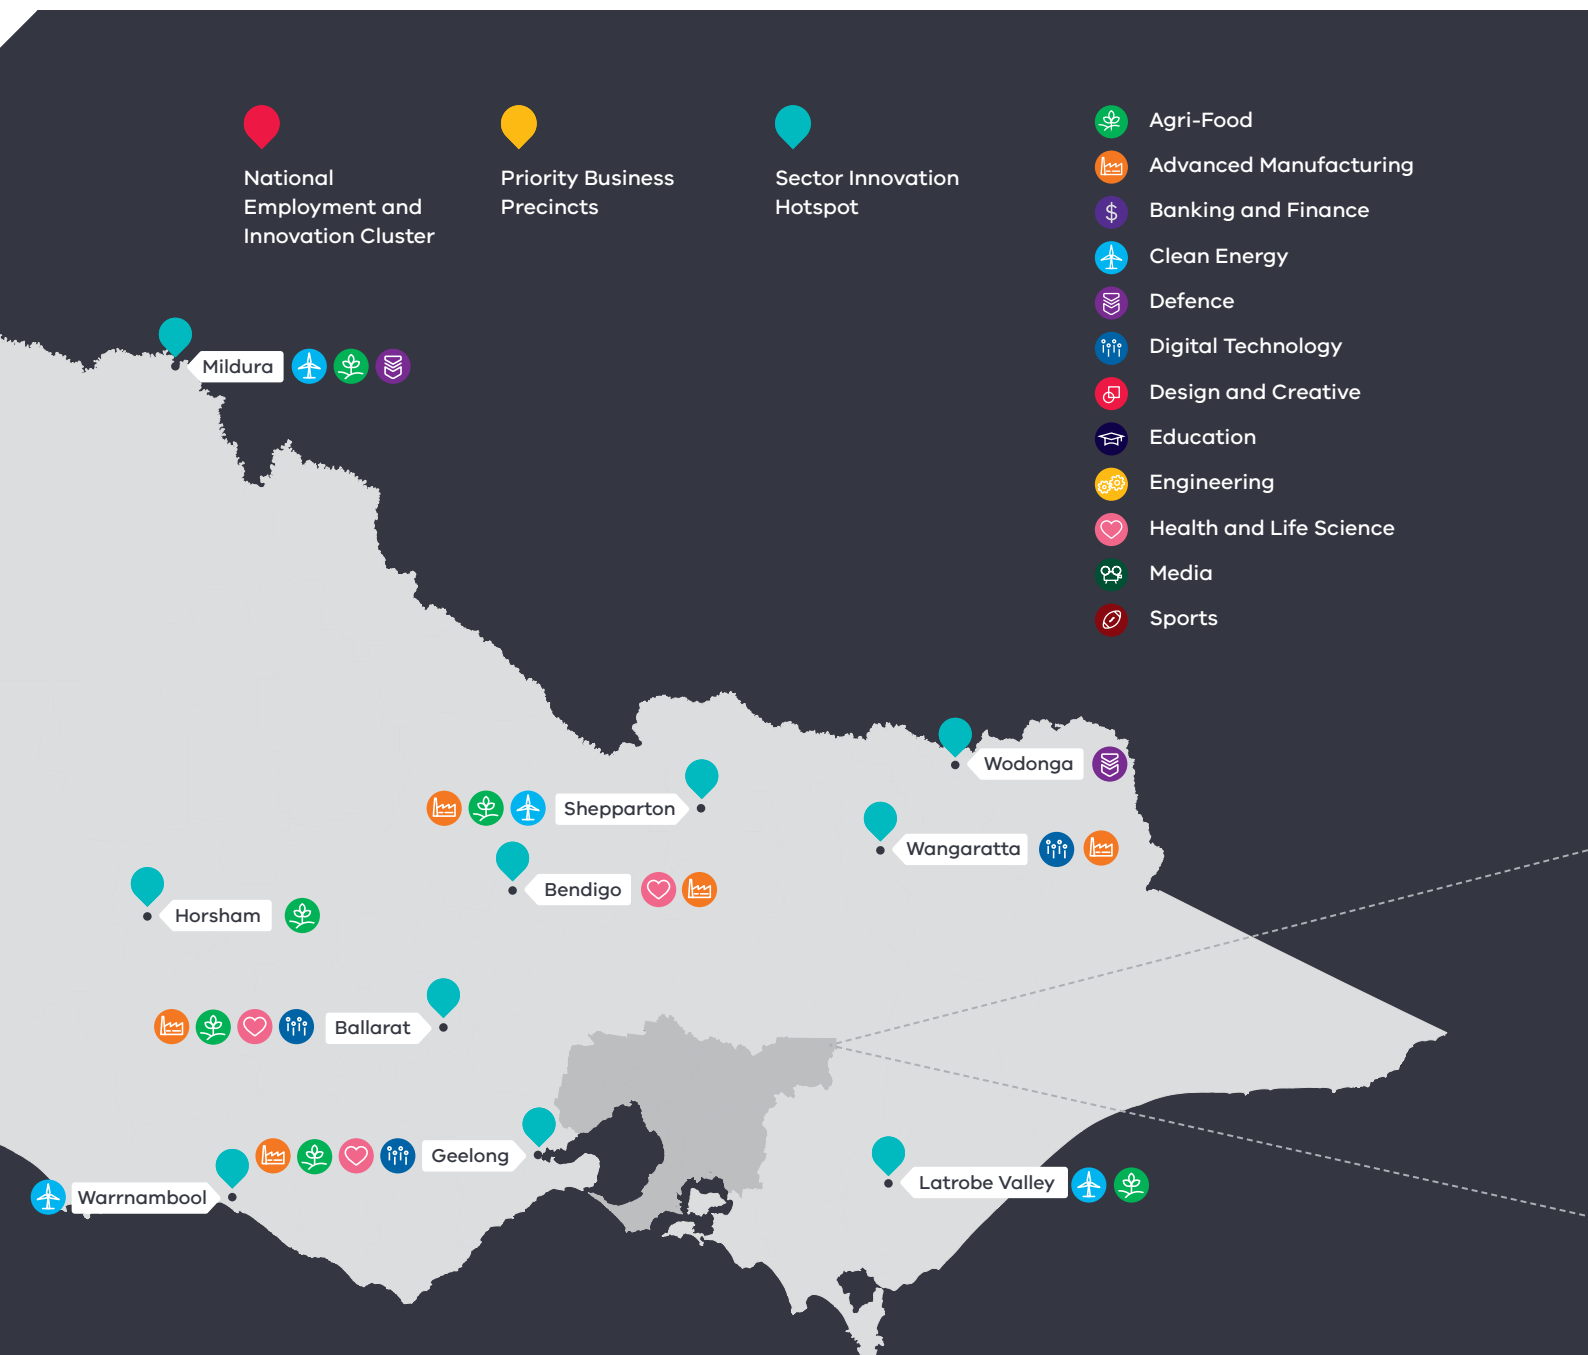 National
Employment and
Innovation Cluster
Priority Business
Precincts
Sector Innovation
Hotspot
Agri-Food
Advanced Manufacturing
Banking and Finance
Clean Energy
Defence
Digital Technology
Design and Creative
Education
Engineering
Health and Life Science
Media
Sports
Mildura
Wodonga
Shepparton
Wangaratta
Bendigo
Horsham
Ballarat
Geelong
Latrobe Valley
Warrnambool